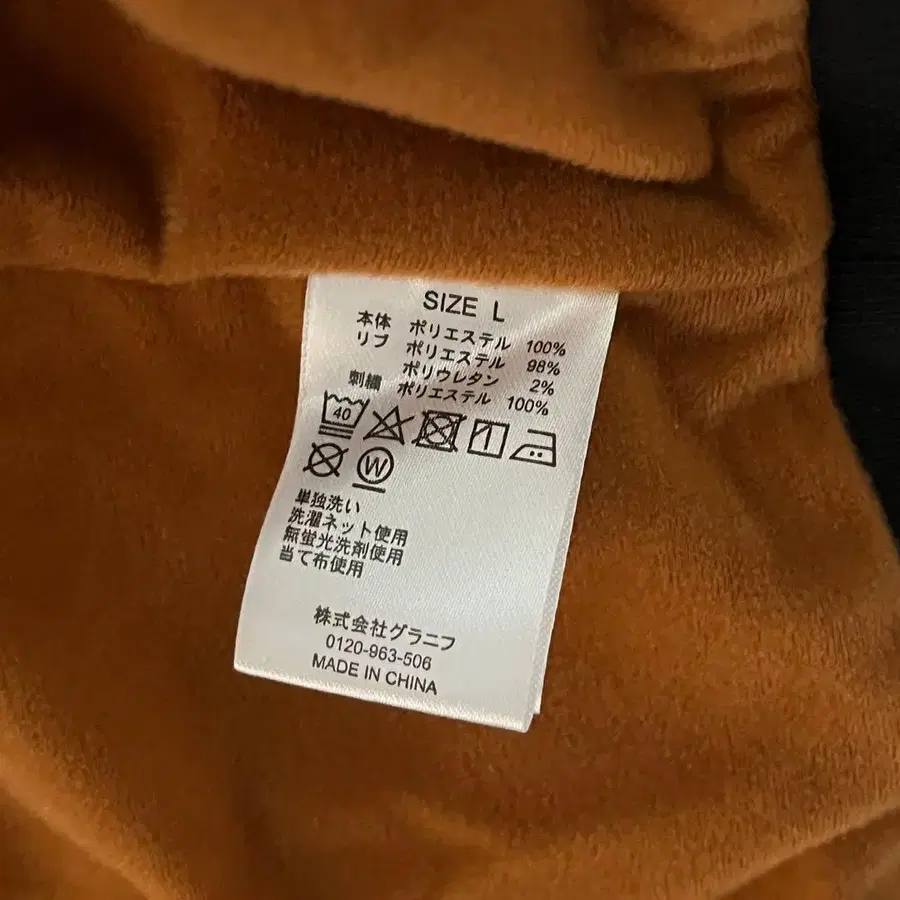 SIZE L
本体 ポリエステル 100%
リブ ポリエステル 98%
ポリウレタン 2%
刺繍 ポリエステル 100%
40
W
単独洗い
洗濯ネット使用
無蛍光洗剤使用
当て布使用
株式会社グラニフ
0120-963-506
MADE IN CHINA